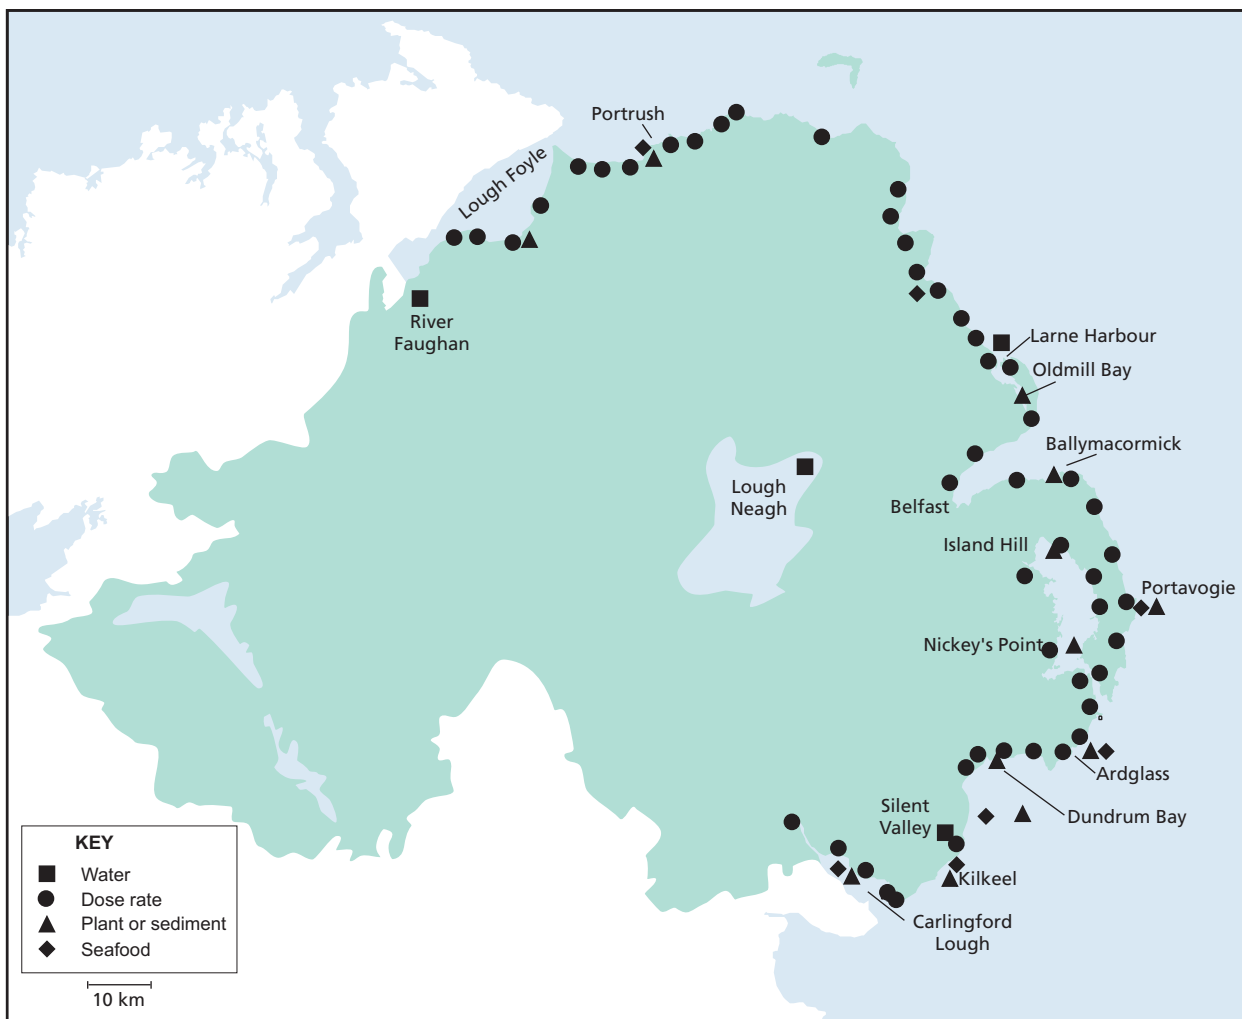 Portrush
Lough Foyle
River
Faughan
Larne Harbour
Oldmill Bay
Ballymacormick
Lough
Neagh
Belfast
Island Hill
Portavogie
Nickey's Point
Ardglass
Silent
Valley
Dundrum Bay
Kilkeel
Carlingford
Lough
KEY
Water
Dose rate
Plant or sediment
Seafood
10 km